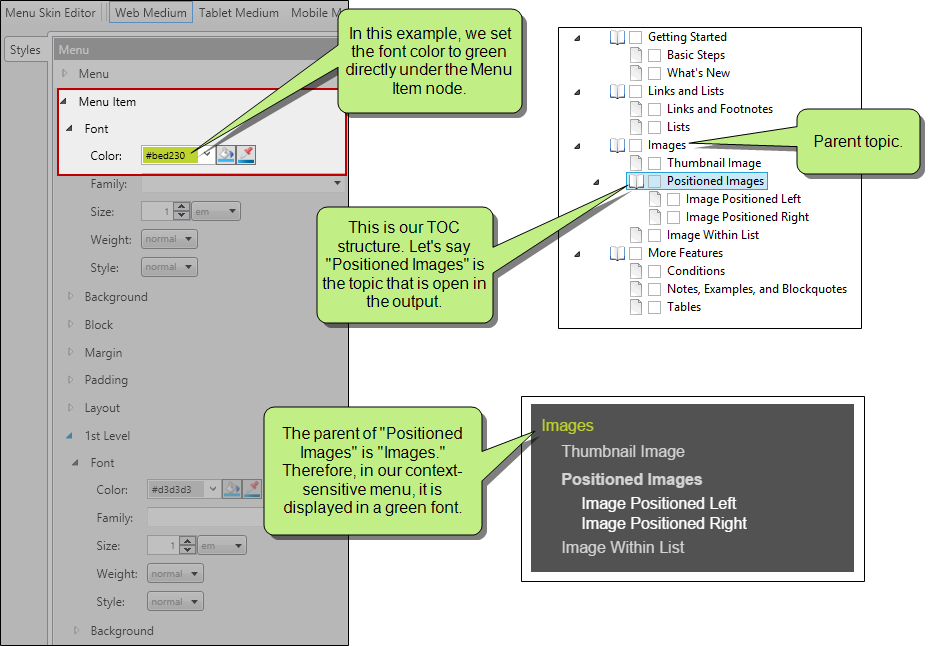 Menu Skin Editor
Web Medium
Tablet Medium
Mobile M
Styles
Menu
Menu
Menu Item
Font
Color:
#bed230
Family:
Size:
1
em
Weight:
normal
Style:
normal
Background
Block
Margin
Padding
Layout
1st Level
Font
Color:
#d3d3d3
Family:
Size:
1
em
Weight:
normal
Style:
normal
Background
In this example, we set
the font color to green
directly under the Menu
Item node.
This is our TOC
structure. Let's say
"Positioned Images" is
the topic that is open in
the output.
Getting Started
Basic Steps
What's New
Links and Lists
Links and Footnotes
Lists
Images
Thumbnail Image
Positioned Images
Image Positioned Left
Image Positioned Right
Image Within List
More Features
Conditions
Notes, Examples, and Blockquotes
Tables
Parent topic.
The parent of "Positioned
Images" is "Images."
Therefore, in our context-
sensitive menu, it is
displayed in a green font.
Images
Thumbnail Image
Positioned Images
Image Positioned Left
Image Positioned Right
Image Within List